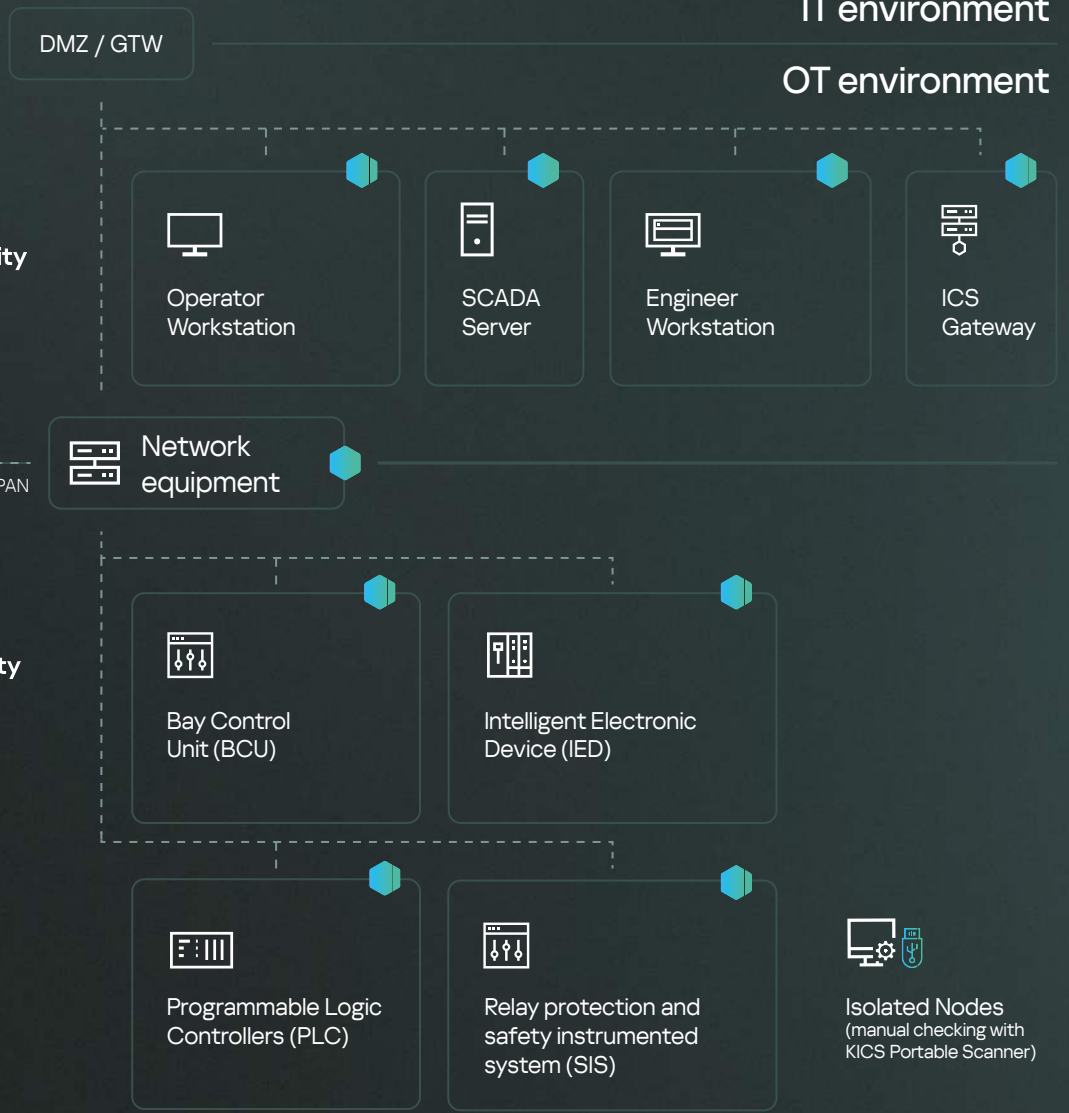 IT environment
DMZ / GTW
OT environment
Operator
Workstation
SCADA
Server
Engineer
Workstation
ICS
Gateway
Network
equipment
Bay Control
Unit (BCU)
Intelligent Electronic
Device (IED)
Programmable Logic
Controllers (PLC)
Relay protection and
safety instrumented
system (SIS)
Isolated Nodes
(manual checking with
KICS Portable Scanner)